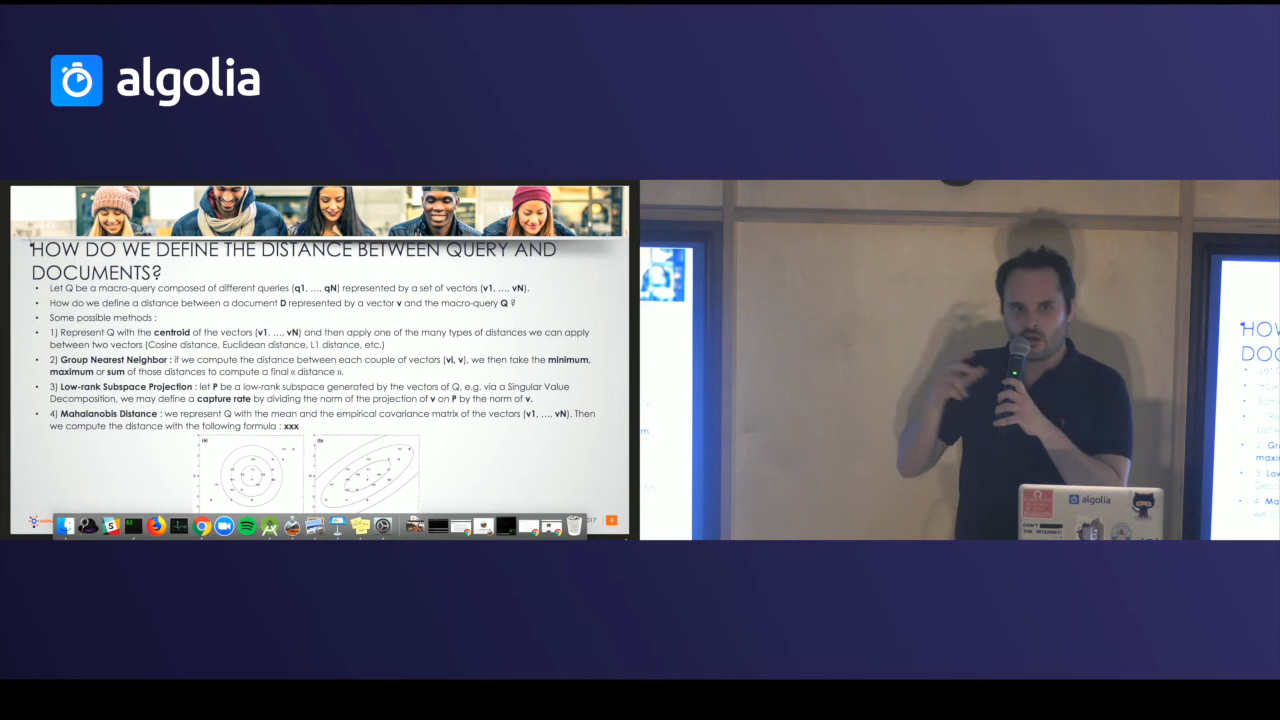 algolia
HOW DO WE DEFINE THE DISTANCE BETWEEN QUERY AND
DOCUMENTS?
• Let Q be a macro-query composed of different queries (q1, …, qN) represented by a set of vectors (v1, …, vN).
• How do we define a distance between a document D represented by a vector v and the macro-query Q ?
• Some possible methods :
• 1) Represent Q with the centroid of the vectors (v1, …, vN) and then apply one of the many types of distances we can apply
between two vectors (Cosine distance, Euclidean distance, L1 distance, etc.)
• 2) Group Nearest Neighbor : if we compute the distance between each couple of vectors (vi, v), we then take the minimum,
maximum or sum of those distances to compute a final « distance ».
• 3) Low-rank Subspace Projection : let P be a low-rank subspace generated by the vectors of Q, e.g. via a Singular Value
Decomposition, we may define a capture rate by dividing the norm of the projection of v on P by the norm of v.
• 4) Mahalanobis Distance : we represent Q with the mean and the empirical covariance matrix of the vectors (v1, …, vN). Then
we compute the distance with the following formula : xxx
(a)
(b)
017
HOW
DOC
algolia
DON'T
THE INTERNET!